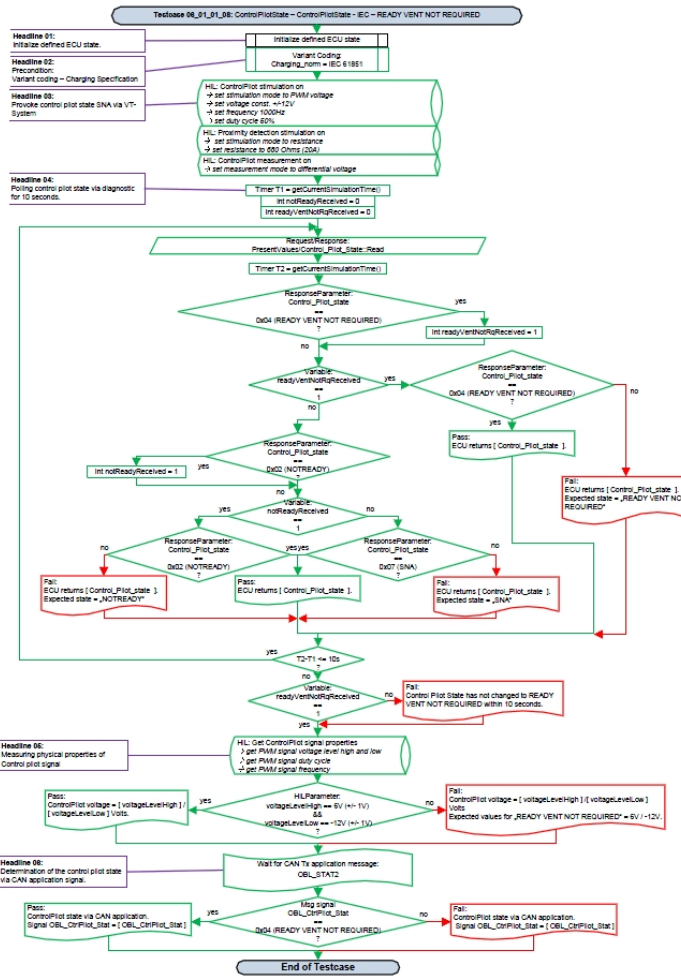 Testcase 06_01_01_08: ControlPilotState – ControlPilotState - IEC – READY VENT NOT REQUIRED
Headline 01:
Initialize defined ECU state.
Initialize defined ECU state
Headline 02:
Precondition:
Variant coding – Charging Specification
Variant Coding:
Charging_norm = IEC 61851
Headline 03:
Provoke control pilot state SNA via VT-
System
HIL: ControlPilot stimulation on
-> set stimulation mode to PWM voltage
-> set voltage const. +/-12V
-> set frequency 1000Hz
-> set duty cycle 50%
HIL: Proximity detection stimulation on
-> set stimulation mode to resistance
-> set resistance to 680 Ohms (20A)
HIL: ControlPilot measurement on
-> set measurement mode to differential voltage
Headline 04:
Polling control pilot state via diagnostic
for 10 seconds.
Timer T1 = getCurrentSimulationTime()
Int notReadyReceived = 0
Int readyVentNotRqReceived = 0
Request/Response:
PresentValues/Control_Pilot_State::Read
Timer T2 = getCurrentSimulationTime()
ResponseParameter:
Control_Pilot_state
==
0x04 (READY VENT NOT REQUIRED)
?
yes
Int readyVentNotRqReceived = 1
no
Variable:
readyVentNotRqReceived
==
1
yes
ResponseParameter:
Control_Pilot_state
==
0x04 (READY VENT NOT REQUIRED)
?
no
yes
no
Pass:
ECU returns [ Control_Pilot_state ].
Fail:
ECU returns [ Control_Pilot_state ].
Expected state = „READY VENT NO
REQUIRED"
ResponseParameter:
Control_Pilot_state
==
0x02 (NOTREADY)
?
yes
Int notReadyReceived = 1
no
Variable:
notReadyReceived
==
1
yes
no
ResponseParameter:
Control_Pilot_state
==
0x02 (NOTREADY)
?
no
yes
yes
ResponseParameter:
Control_Pilot_state
==
0x07 (SNA)
?
no
Fail:
ECU returns [ Control_Pilot_state ].
Expected state = „NOTREADY"
Pass:
ECU returns [ Control_Pilot_state ].
Fail:
ECU returns [ Control_Pilot_state ].
Expected state = „SNA"
yes
T2-T1 <= 10s
?
no
Variable:
readyVentNotRqReceived
==
1
no
yes
Fail:
Control Pilot State has not changed to READY
VENT NOT REQUIRED within 10 seconds.
Headline 05:
Measuring physical properties of
Control pilot signal
HIL: Get ControlPilot signal properties
-> get PWM signal voltage level high and low
-> get PWM signal duty cycle
-> get PWM signal frequency
HILParameter:
voltageLevelHigh == 6V (+/- 1V)
&&
voltageLevelLow == -12V (+/- 1V)
?
yes
no
Pass:
ControlPilot voltage = [ voltageLevelHigh ] /
[ voltageLevelLow ] Volts.
Fail:
ControlPilot voltage = [ voltageLevelHigh ] /[ voltageLevelLow ]
Volts
Expected values for „READY VENT NOT REQUIRED" = 6V / -12V.
Headline 06:
Determination of the control pilot state
via CAN application signal.
Wait for CAN Tx application message:
OBL_STAT2
Msg signal
OBL_CtrlPilot_Stat
==
0x04 (READY VENT NOT REQUIRED)
?
yes
no
Pass:
ControlPilot state via CAN application.
Signal OBL_CtrlPilot_Stat = [ OBL_CtrlPilot_Stat ]
Fail:
ControlPilot state via CAN application.
Signal OBL_CtrlPilot_Stat = [ OBL_CtrlPilot_Stat ]
End of Testcase